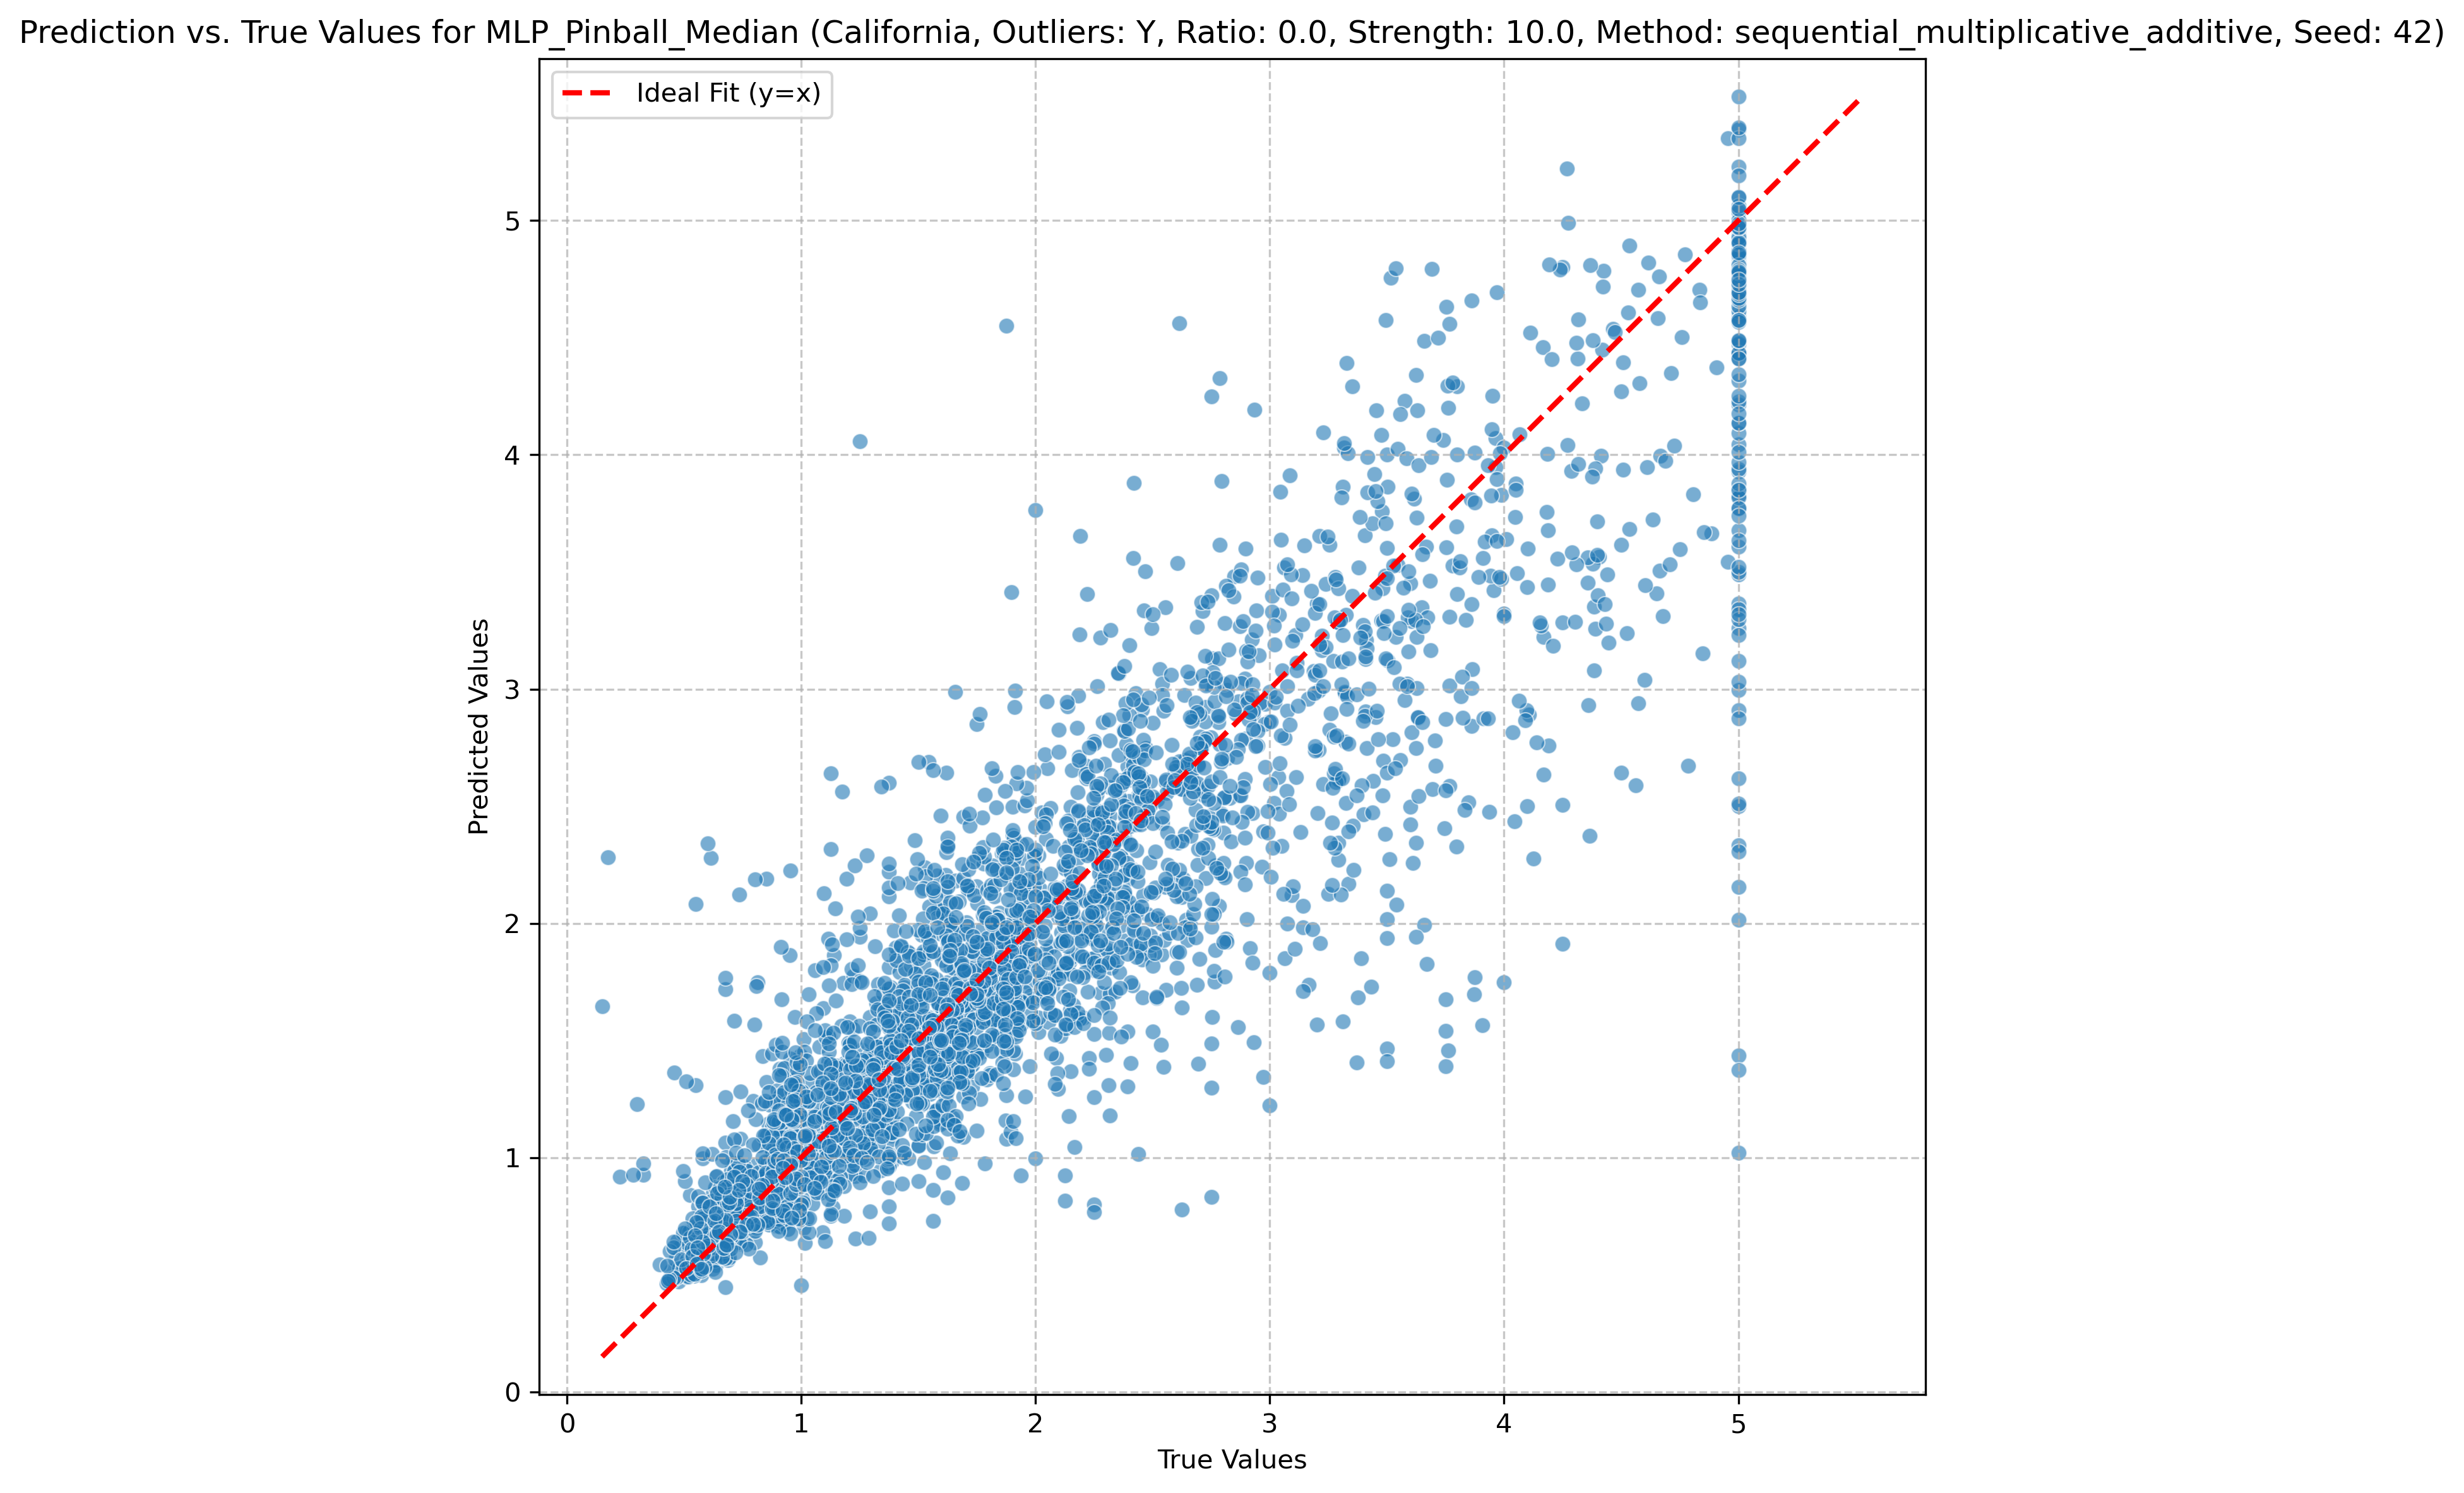 Prediction vs. True Values for MLP_Pinball_Median (California, Outliers: Y, Ratio: 0.0, Strength: 10.0, Method: sequential_multiplicative_additive, Seed: 42)
Ideal Fit (y=x)
5
4
3
2
1
0
Predicted Values
0 1 2 3 4 5
True Values